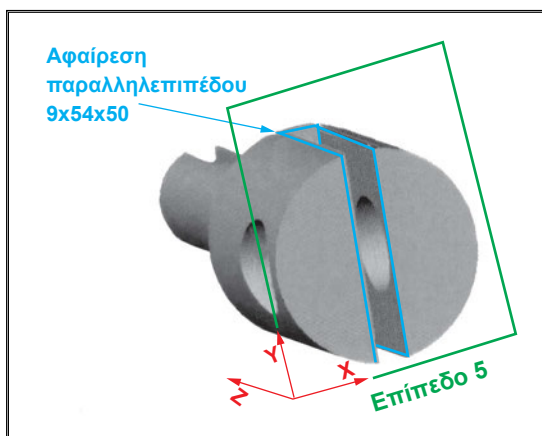 Αφαίρεση
παραλληλεπιπέδου
9x54x50
Y
X
Z
Επίπεδο 5